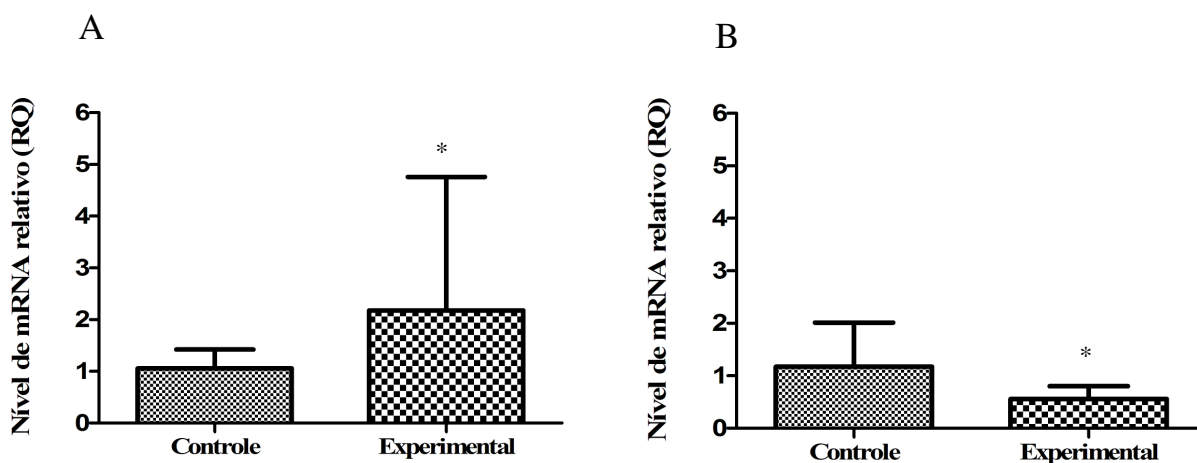 A
Nível de mRNA relativo (RQ)
6
5
4
3
2
1
0
*
Controle
Experimental
B
Nível de mRNA relativo (RQ)
6
5
4
3
2
1
0
*
Controle
Experimental